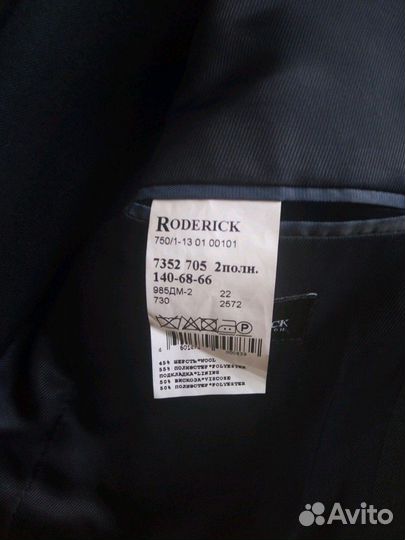 RODERICK
750/1-13 01 00101
7352 705 2полн.
140-68-66
985ДМ-2 22
730 2572
45% ШЕРСТЬ*WOOL
55% ПОЛИЭСТЕР*POLYESTER
ПОДКЛАДКА*LINING
50% ВИСКОЗА*VISCOSE
50% ПОЛИЭСТЕР*POLYESTER
Avito